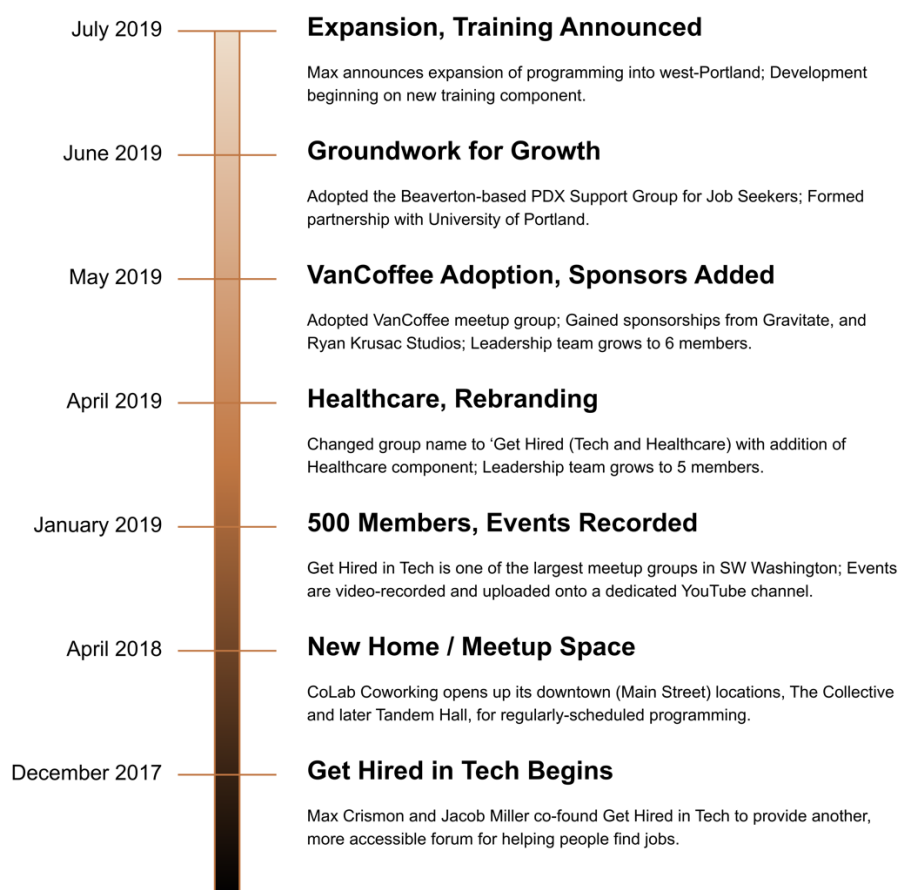 July 2019
Expansion, Training Announced
Max announces expansion of programming into west-Portland; Development
beginning on new training component.
June 2019
Groundwork for Growth
Adopted the Beaverton-based PDX Support Group for Job Seekers; Formed
partnership with University of Portland.
May 2019
VanCoffee Adoption, Sponsors Added
Adopted VanCoffee meetup group; Gained sponsorships from Gravitate, and
Ryan Krusac Studios; Leadership team grows to 6 members.
April 2019
Healthcare, Rebranding
Changed group name to ‘Get Hired (Tech and Healthcare) with addition of
Healthcare component; Leadership team grows to 5 members.
January 2019
500 Members, Events Recorded
Get Hired in Tech is one of the largest meetup groups in SW Washington; Events
are video-recorded and uploaded onto a dedicated YouTube channel.
April 2018
New Home / Meetup Space
CoLab Coworking opens up its downtown (Main Street) locations, The Collective
and later Tandem Hall, for regularly-scheduled programming.
December 2017
Get Hired in Tech Begins
Max Crismon and Jacob Miller co-found Get Hired in Tech to provide another,
more accessible forum for helping people find jobs.